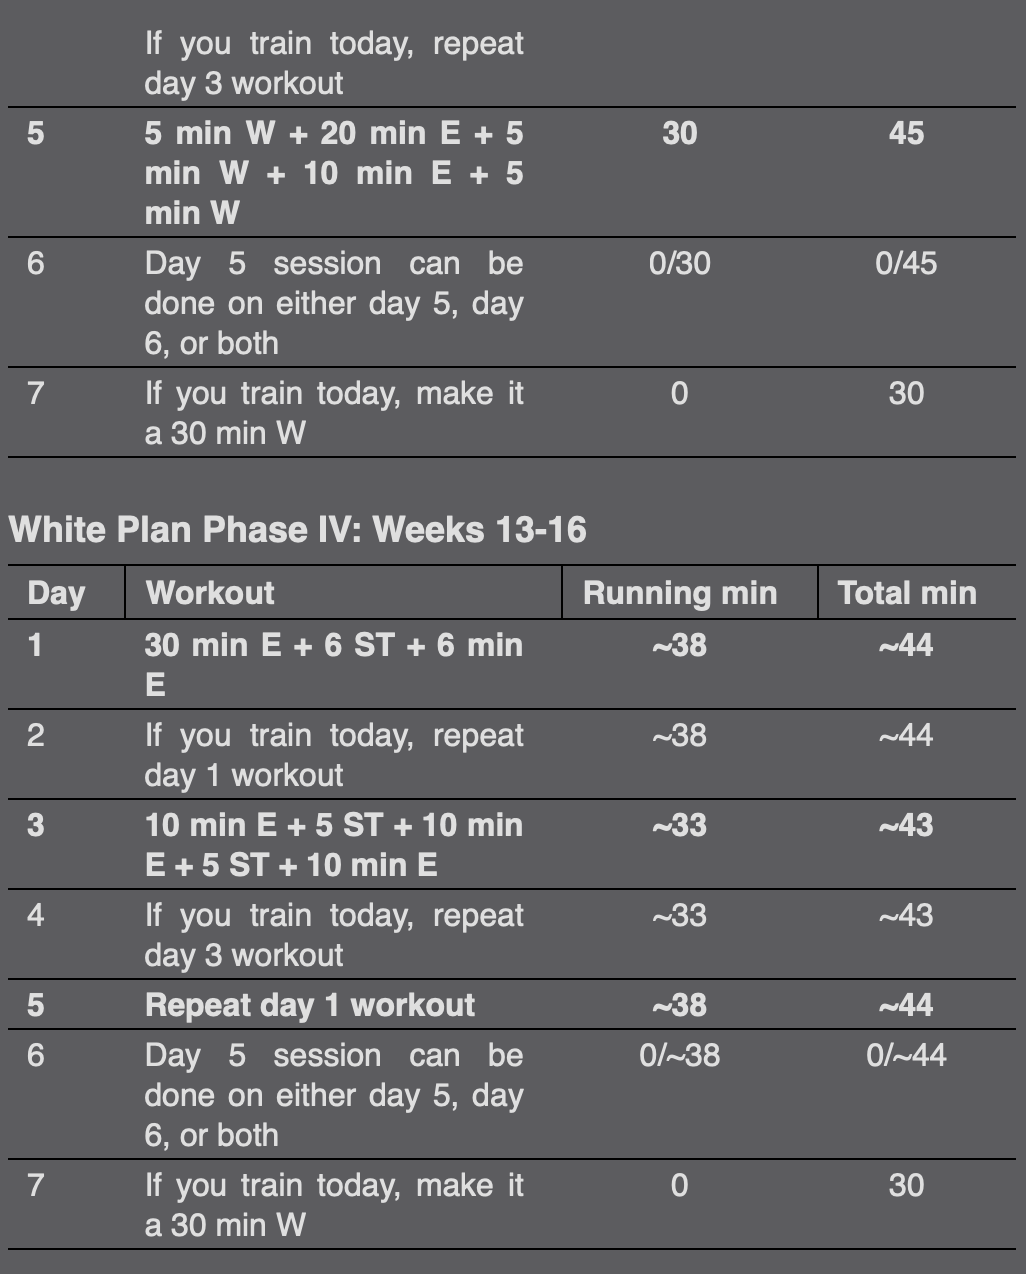 If you train today, repeat
day 3 workout
5 5 min W + 20 min E + 5 30 45
min W + 10 min E + 5
min W
6 Day 5 session can be 0/30 0/45
done on either day 5, day
6, or both
7 If you train today, make it 0 30
a 30 min W
White Plan Phase IV: Weeks 13-16
Day Workout Running min Total min
1 30 min E + 6 ST + 6 min ~38 ~44
E
2 If you train today, repeat ~38 ~44
day 1 workout
3 10 min E + 5 ST + 10 min ~33 ~43
E + 5 ST + 10 min E
4 If you train today, repeat ~33 ~43
day 3 workout
5 Repeat day 1 workout ~38 ~44
6 Day 5 session can be 0/~38 0/~44
done on either day 5, day
6, or both
7 If you train today, make it 0 30
a 30 min W